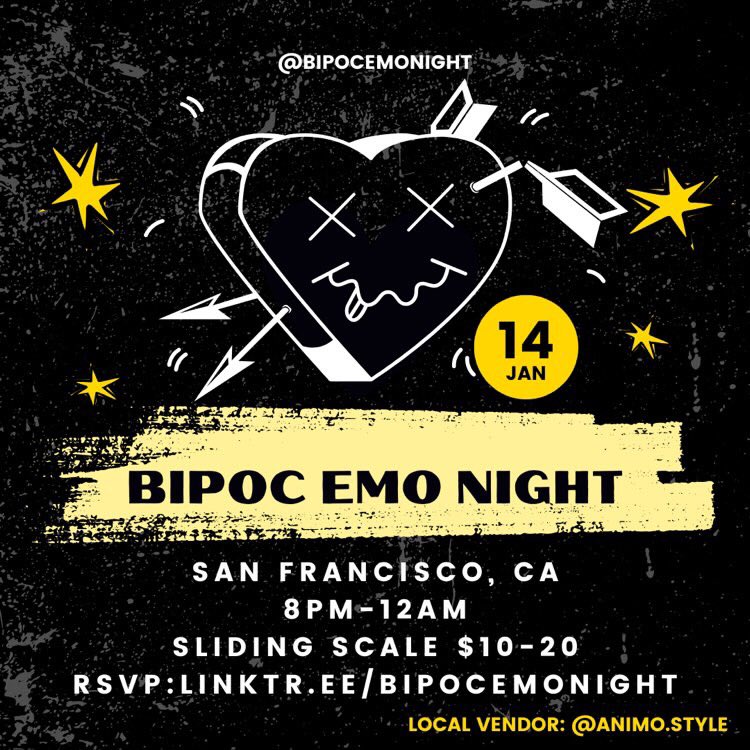 @BIPOCEMONIGHT
14
JAN
BIPOC EMO NIGHT
SAN FRANCISCO, CA
8PM-12AM
SLIDING SCALE $10-20
RSVP:LINKTR.EE/BIPOCEMONIGHT
LOCAL VENDOR: @ANIMO.STYLE